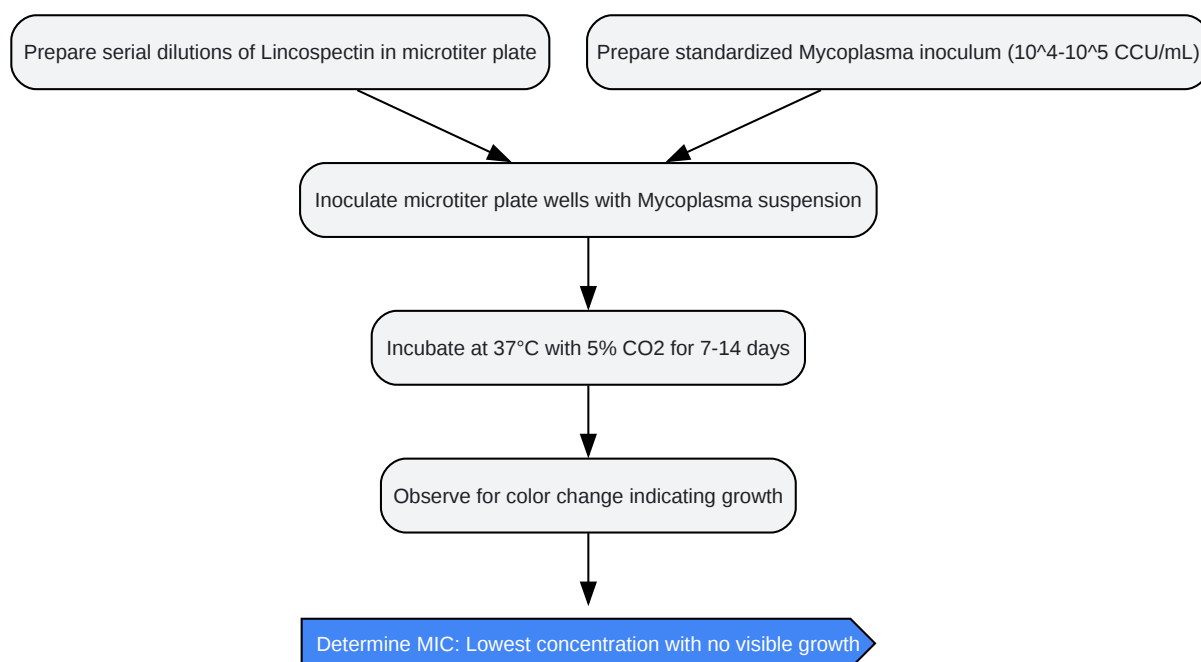 Prepare serial dilutions of Lincospectin in microtiter plate
Prepare standardized Mycoplasma inoculum (10^4-10^5 CCU/mL)
Inoculate microtiter plate wells with Mycoplasma suspension
Incubate at 37°C with 5% CO2 for 7-14 days
Observe for color change indicating growth
Determine MIC: Lowest concentration with no visible growth